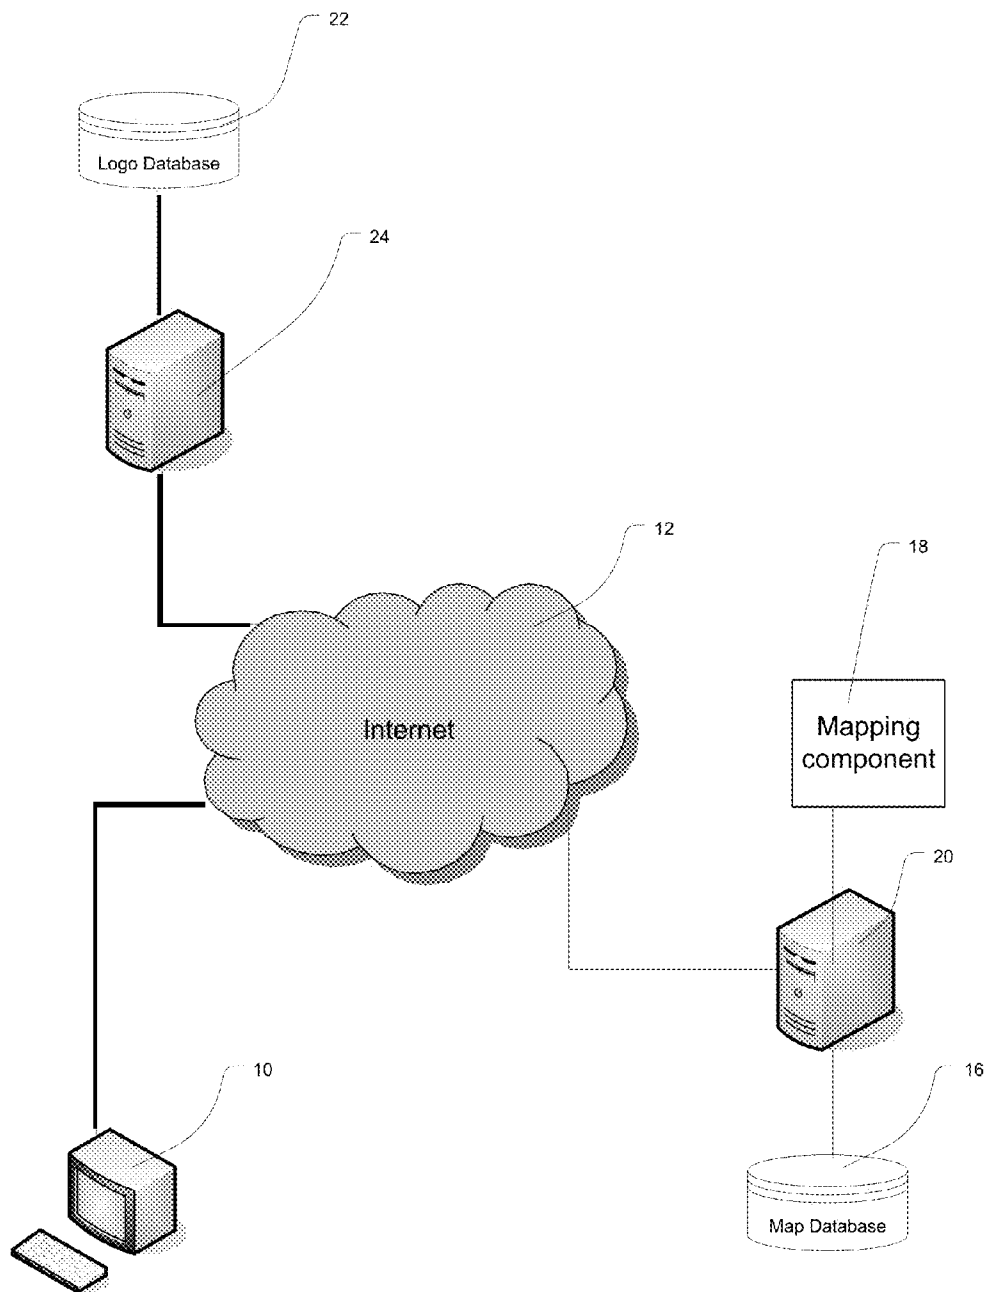 22
Logo Database
24
12
18
Mapping
component
Internet
20
10
16
Map Database